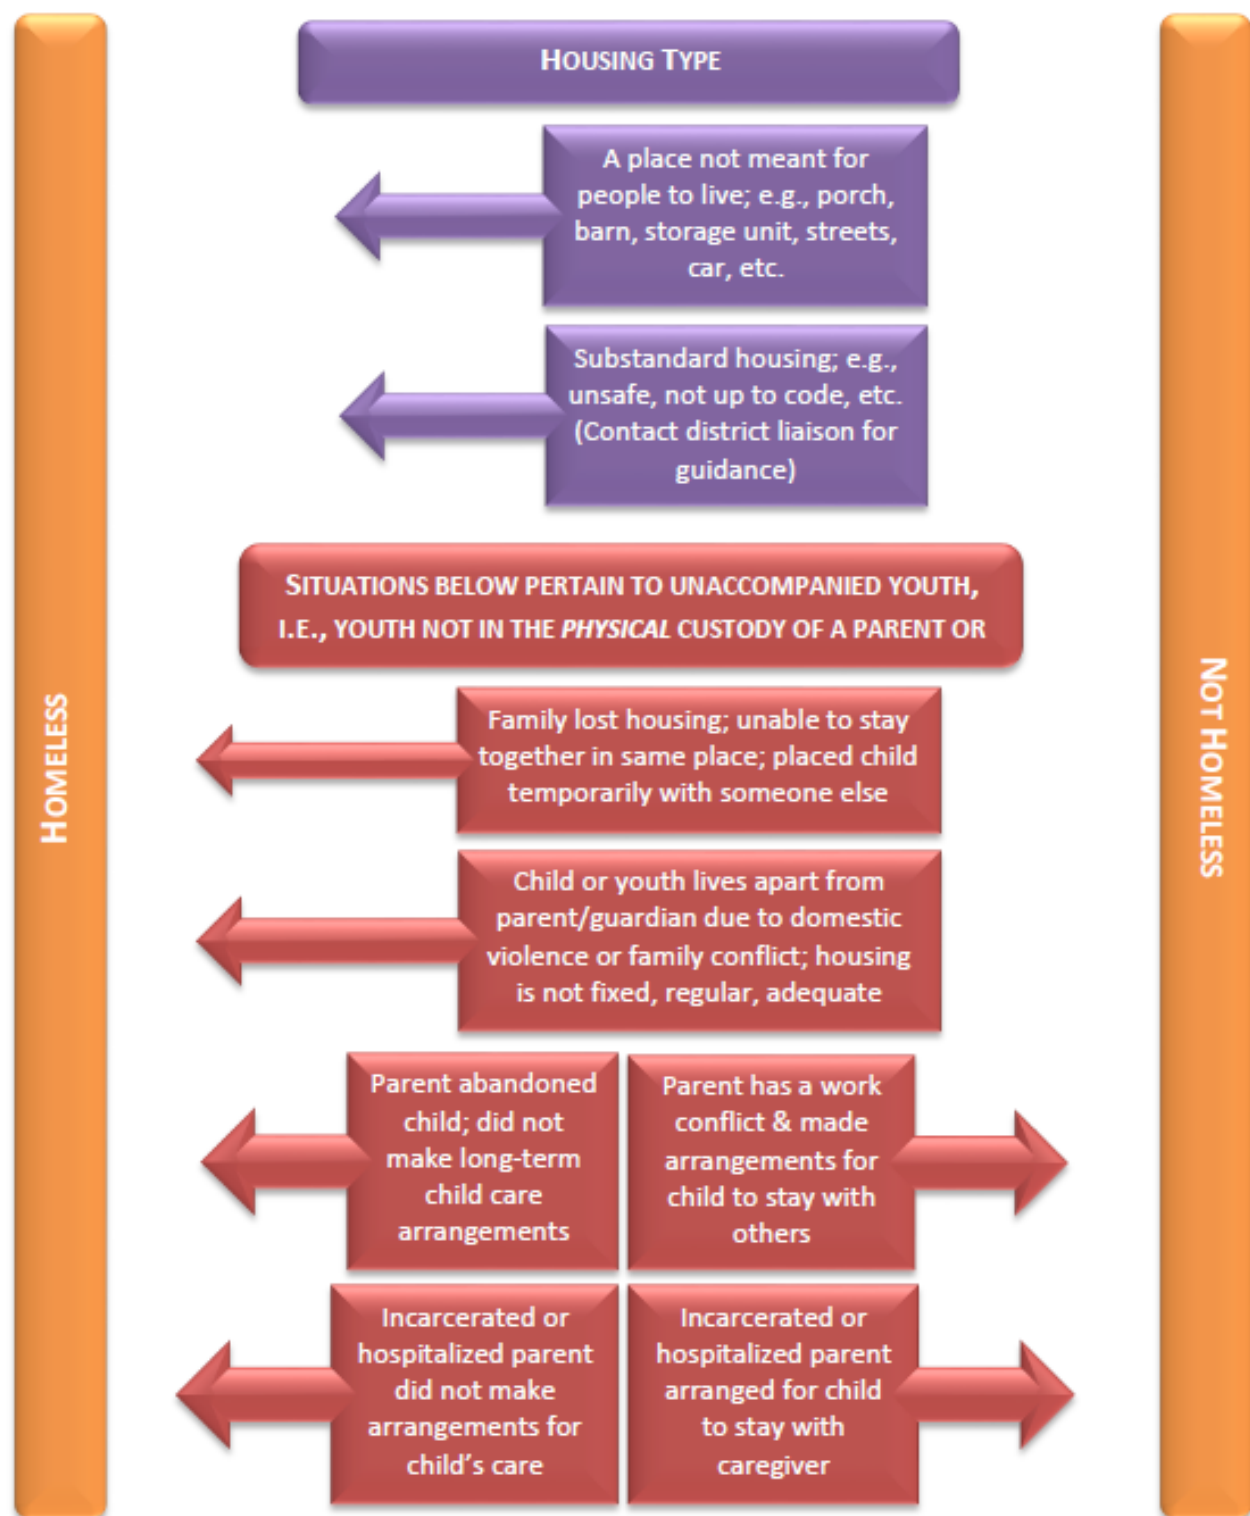 HOUSING TYPE
A place not meant for
people to live; e.g., porch,
barn, storage unit, streets,
car, etc.
Substandard housing; e.g.,
unsafe, not up to code, etc.
(Contact district liaison for
guidance)
SITUATIONS BELOW PERTAIN TO UNACCOMPANIED YOUTH,
I.E., YOUTH NOT IN THE PHYSICAL CUSTODY OF A PARENT OR
Family lost housing; unable to stay
together in same place; placed child
temporarily with someone else
Child or youth lives apart from
parent/guardian due to domestic
violence or family conflict; housing
is not fixed, regular, adequate
Parent abandoned
child; did not
make long-term
child care
arrangements
Parent has a work
conflict & made
arrangements for
child to stay with
others
Incarcerated or
hospitalized parent
did not make
arrangements for
child's care
Incarcerated or
hospitalized parent
arranged for child
to stay with
caregiver
HOMELESS
NOT HOMELESS